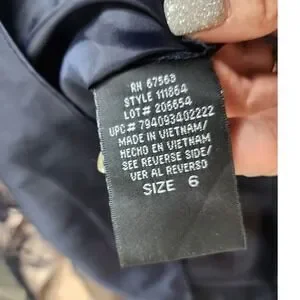 RN 67563
STYLE 111864
LOT# 205654
UPC# 794093402222
MADE IN VIETNAM/
HECHO EN VIETNAM
SEE REVERSE SIDE/
VER AL REVERSO
SIZE 6